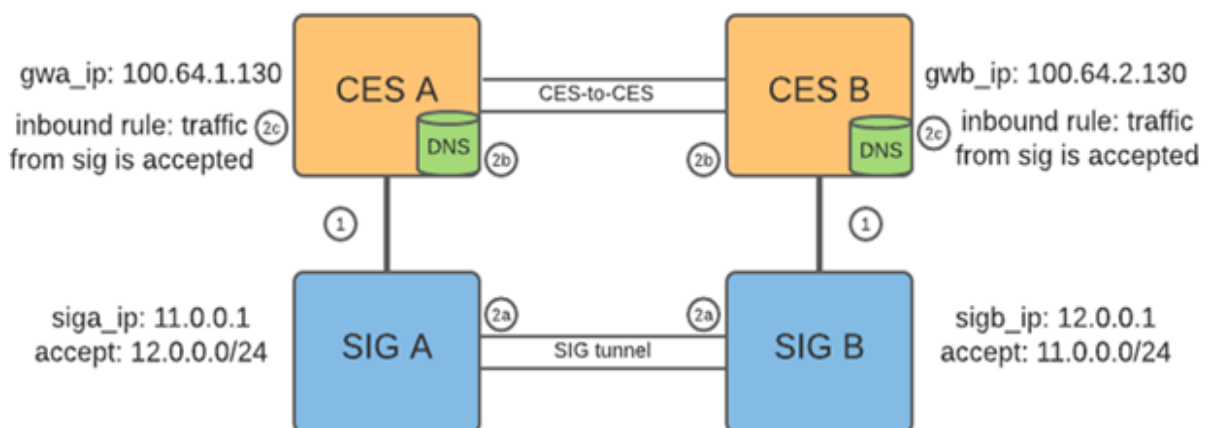 gwa_ip: 100.64.1.130
inbound rule: traffic
from sig is accepted
2c
CES A
DNS
2b
CES-to-CES
CES B
DNS
2b
gwb_ip: 100.64.2.130
2c
inbound rule: traffic
from sig is accepted
1
1
siga_ip: 11.0.0.1
accept: 12.0.0.0/24
SIG A
2a
SIG tunnel
2a
SIG B
sigb_ip: 12.0.0.1
accept: 11.0.0.0/24